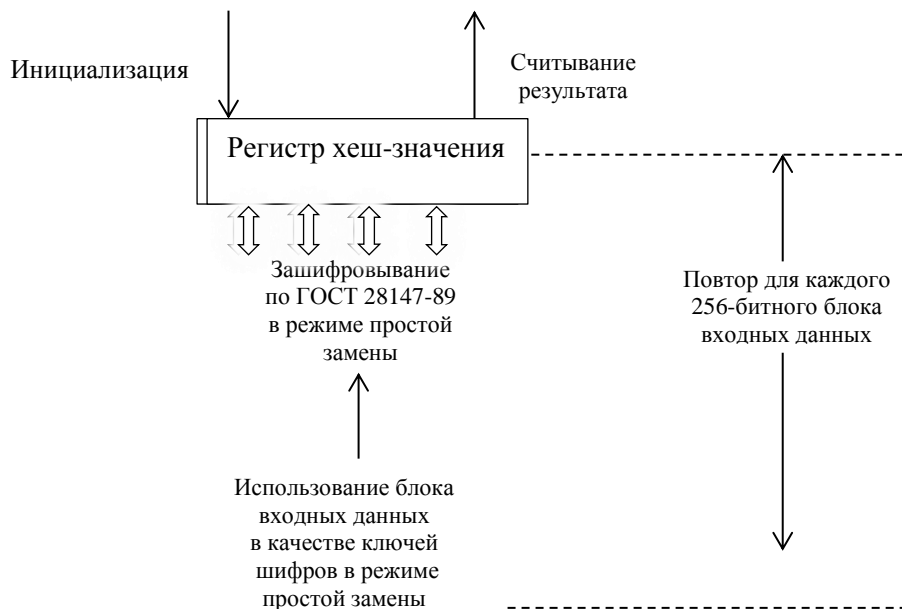 Инициализация
Считывание
результата
Регистр хеш-значения
Зашифровывание
по ГОСТ 28147-89
в режиме простой
замены
Повтор для каждого
256-битного блока
входных данных
Использование блока
входных данных
в качестве ключей
шифров в режиме
простой замены